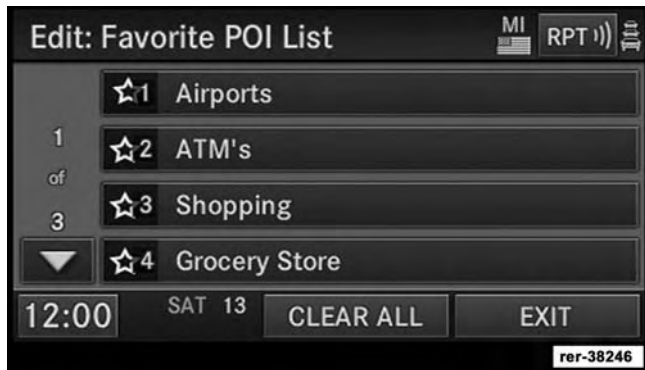 Edit: Favorite POI List MI RPT
1 Airports
2 ATM's
3 Shopping
4 Grocery Store
1
of
3
12:00 SAT 13 CLEAR ALL EXIT
rer-38246